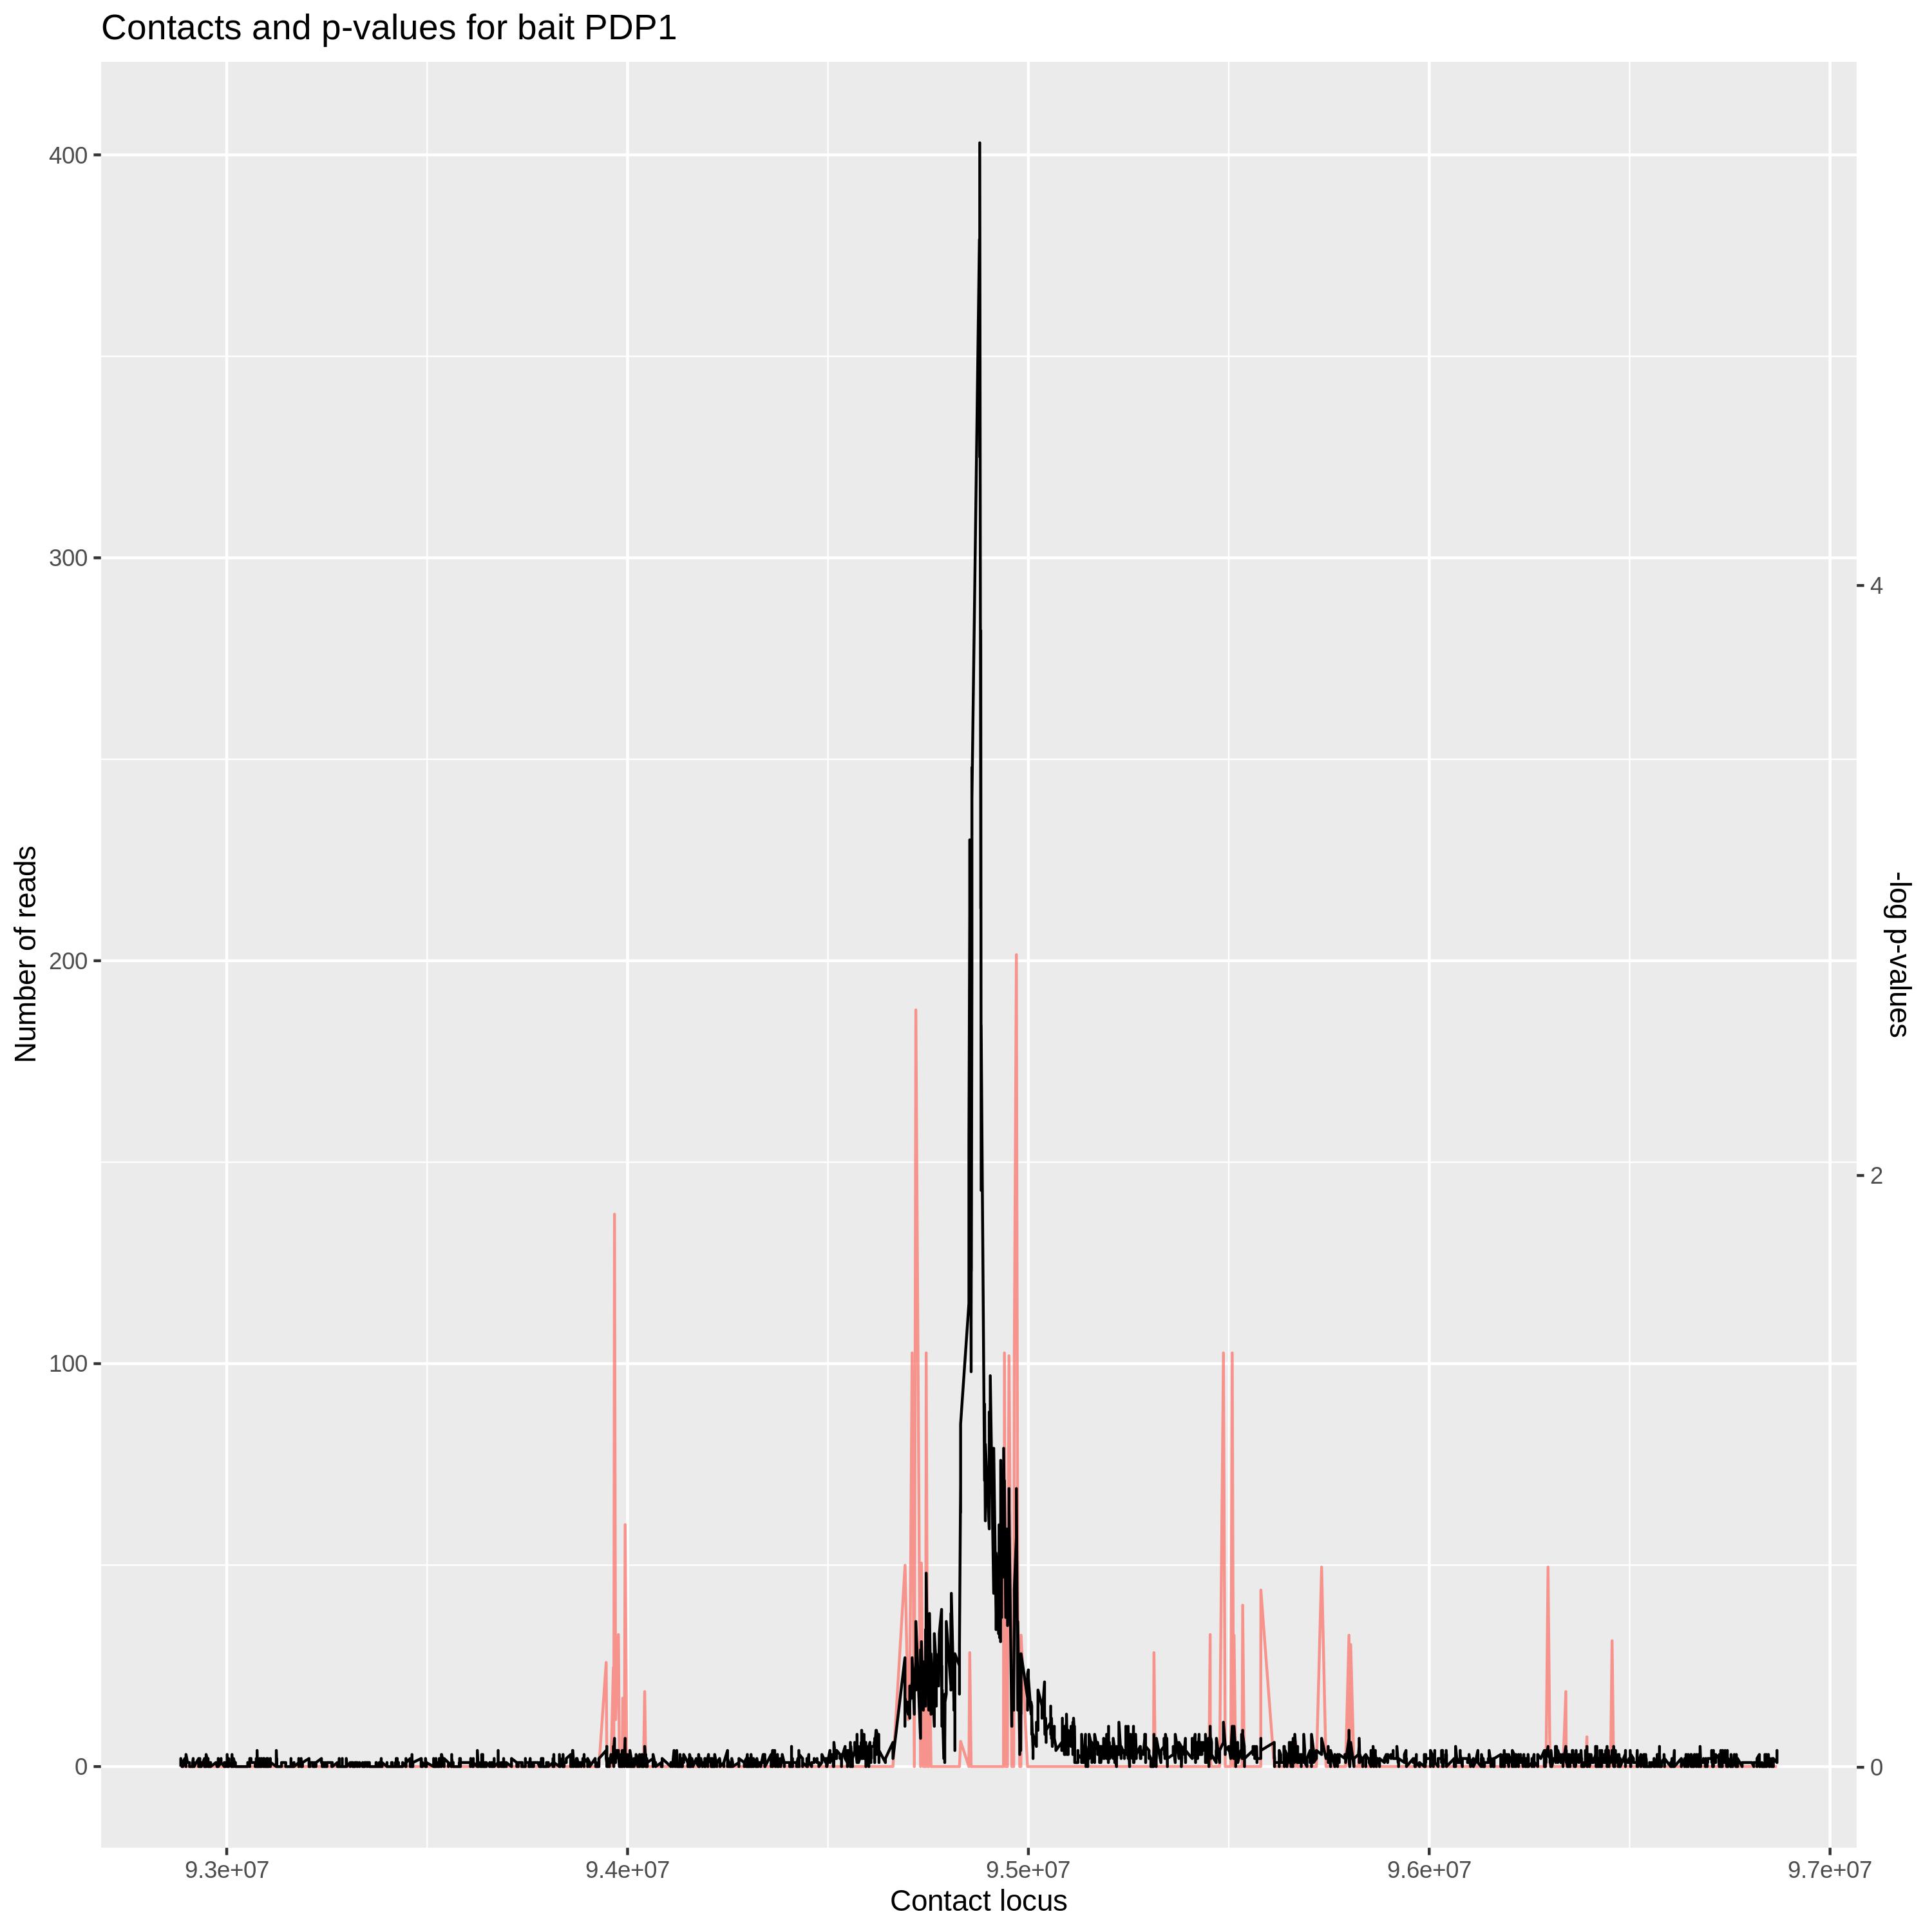 Contacts and p-values for bait PDP1
400
300
200
100
0
Number of reads
4
2
0
-log p-values
9.3e+07 9.4e+07 9.5e+07 9.6e+07 9.7e+07
Contact locus